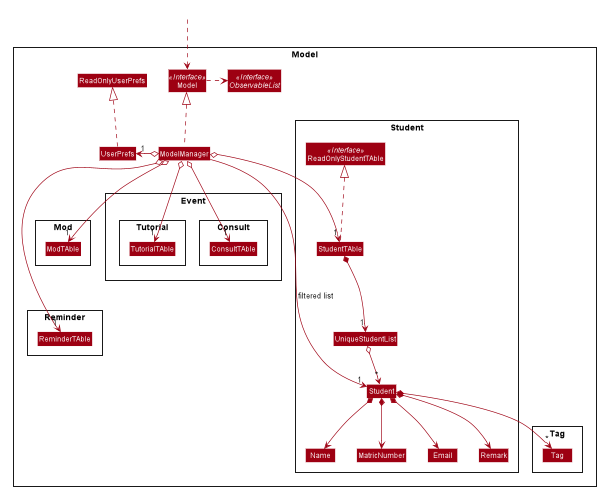 Model
ReadOnlyUserPrefs
«Interface»
Model
«Interface»
ObservableList
Student
«Interface»
ReadOnlyStudentTAble
UserPrefs
1
ModelManager
Event
Mod
ModTAble
Tutorial
TutorialTAble
Consult
ConsultTAble
1
StudentTAble
filtered list
Reminder
ReminderTAble
1
UniqueStudentList
1
*
Student
Name
MatricNumber
Email
Remark
Tag
*
Tag